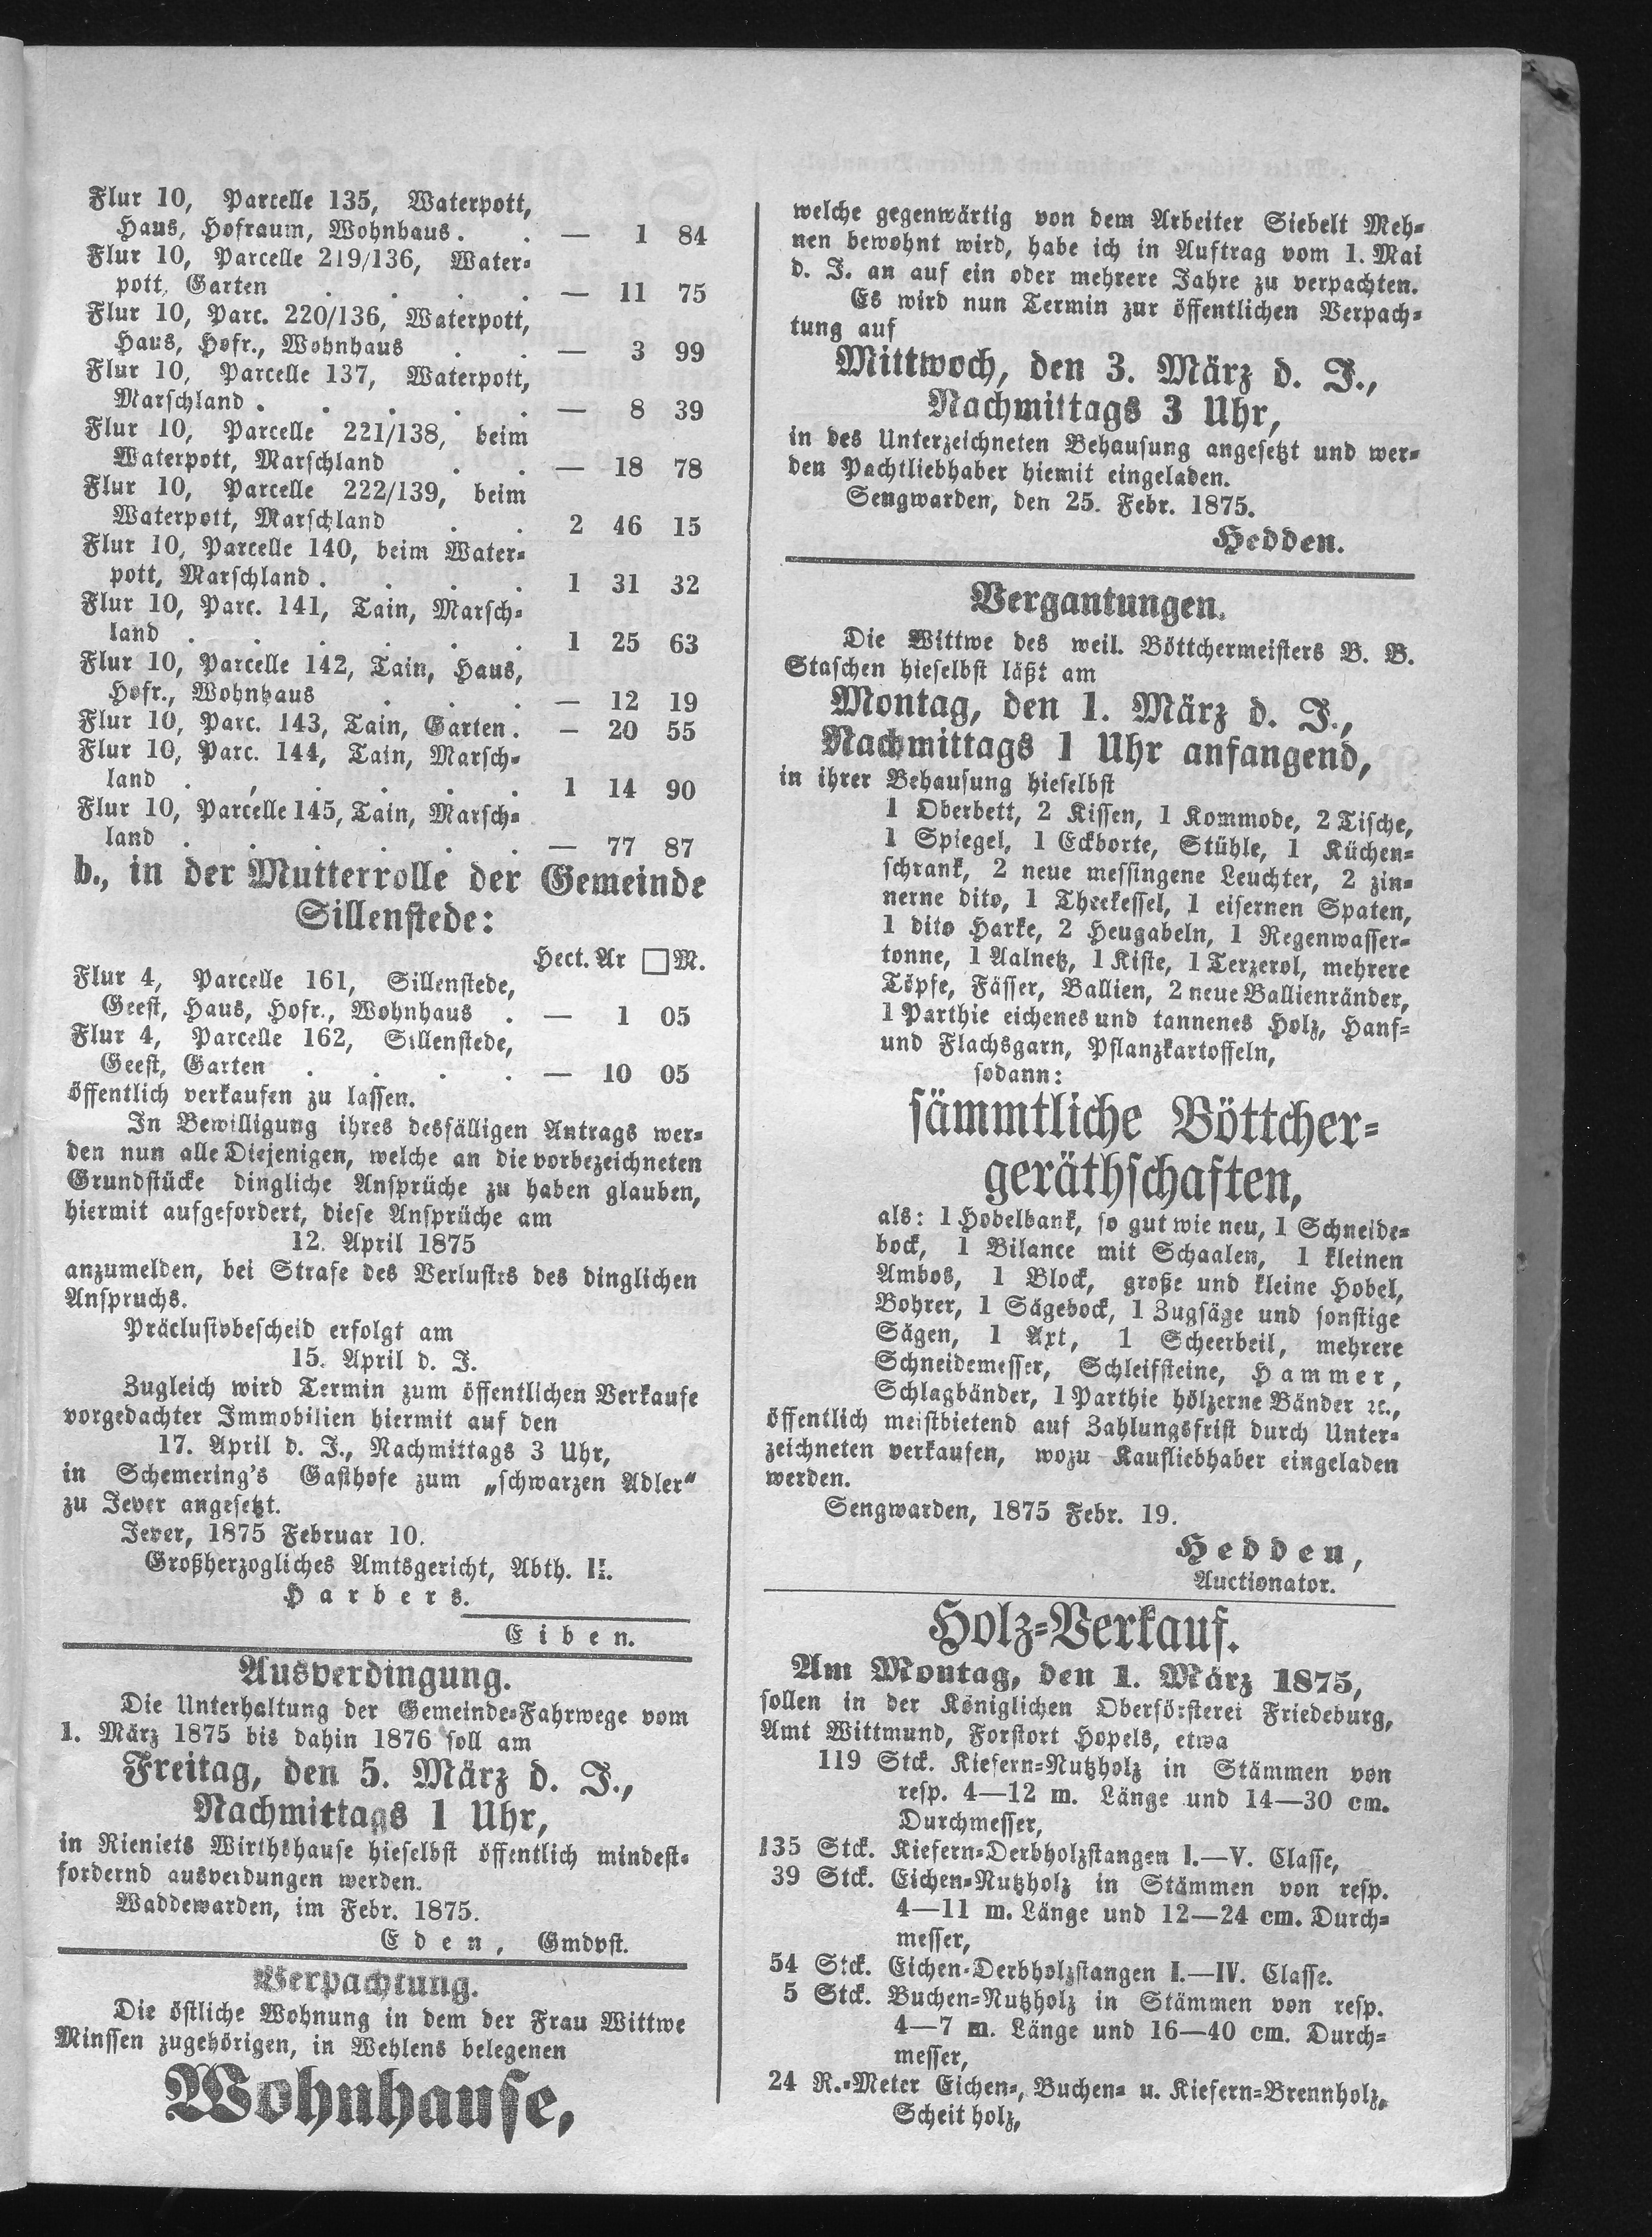 Flur 10, Parcelle 135, Waterpott,
Haus, Hofraum, Wohnhaus . . — 1 84
Flur 10, Parcelle 219/136, Water-
pott, Garten . . . . — 11 75
Flur 10, Parc. 220/136, Waterpott,
Haus, Hofr., Wohnhaus . . — 3 99
Flur 10, Parcelle 137, Waterpott,
Marschland . . . . . — 8 39
Flur 10, Parcelle 221/138, beim
Waterpott, Marschland . . — 18 78
Flur 10, Parcelle 222/139, beim
Waterpott, Marschland . . 2 46 15
Flur 10, Parcelle 140, beim Water-
pott, Marschland . . . . 1 31 32
Flur 10, Parc. 141, Tain, Marsch-
land . . . . . . 1 25 63
Flur 10, Parcelle 142, Tain, Haus,
Hofr., Wohnhaus . . . — 12 19
Flur 10, Parc. 143, Tain, Garten . — 20 55
Flur 10, Parc. 144, Tain, Marsch-
land . , . . . . 1 14 90
Flur 10, Parcelle 145, Tain, Marsch-
land . . . . . . — 77 87
b., in der Mutterrolle der Gemeinde
Sillenstede:
Hect. Ar □M.
Flur 4, Parcelle 161, Sillenstede,
Geest, Haus, Hofr., Wohnhaus . — 1 05
Flur 4, Parcelle 162, Sillenstede,
Geest, Garten . . . . — 10 05
öffentlich verkaufen zu lassen.
In Bewilligung ihres desfälligen Antrags wer-
den nun alle Diejenigen, welche an die vorbezeichneten
Grundstücke dingliche Ansprüche zu haben glauben,
hiermit aufgefordert, diese Ansprüche am
12. April 1875
anzumelden, bei Strafe des Verlustes des dinglichen
Anspruchs.
Präclusivbescheid erfolgt am
15. April d. J.
Zugleich wird Termin zum öffentlichen Verkaufe
vorgedachter Immobilien hiermit auf den
17. April d. J., Nachmittags 3 Uhr,
in Schemering's Gasthofe zum „schwarzen Adler"
zu Jever angesetzt.
Jever, 1875 Februar 10.
Großherzogliches Amtsgericht, Abth. II.
Harbers.
Eiben.
Ausverdingung.
Die Unterhaltung der Gemeinde-Fahrwege vom
1. März 1875 bis dahin 1876 soll am
Freitag, den 5. März d. J.,
Nachmittags 1 Uhr,
in Rieniets Wirthshause hieselbst öffentlich mindest-
fordernd ausverdungen werden.
Waddewarden, im Febr. 1875.
Eden, Gmdvst.
Verpachtung.
Die östliche Wohnung in dem der Frau Wittwe
Minssen zugehörigen, in Wehlens belegenen
Wohnhause,
welche gegenwärtig von dem Arbeiter Siebelt Meh-
nen bewohnt wird, habe ich in Auftrag vom 1. Mai
d. J. an auf ein oder mehrere Jahre zu verpachten.
Es wird nun Termin zur öffentlichen Verpach-
tung auf
Mittwoch, den 3. März d. J.,
Nachmittags 3 Uhr,
in des Unterzeichneten Behausung angesetzt und wer-
den Pachtliebhaber hiemit eingeladen.
Sengwarden, den 25. Febr. 1875.
Hedden.
Vergantungen.
Die Wittwe des weil. Böttchermeisters B. B.
Staschen hieselbst läßt am
Montag, den 1. März d. J.,
Nachmittags 1 Uhr anfangend,
in ihrer Behausung hieselbst
1 Oberbett, 2 Kissen, 1 Kommode, 2 Tische,
1 Spiegel, 1 Eckborte, Stühle, 1 Küchen-
schrank, 2 neue messingene Leuchter, 2 zin-
nerne dito, 1 Theekessel, 1 eisernen Spaten,
1 dito Harke, 2 Heugabeln, 1 Regenwasser-
tonne, 1 Aalnetz, 1 Kiste, 1 Terzerol, mehrere
Töpfe, Fässer, Ballien, 2 neue Ballienränder,
1 Parthie eichenes und tannenes Holz, Hanf-
und Flachsgarn, Pflanzkartoffeln,
sodann:
sämmtliche Böttcher-
geräthschaften,
als: 1 Hobelbank, so gut wie neu, 1 Schneide-
bock, 1 Bilance mit Schaalen, 1 kleinen
Ambos, 1 Block, große und kleine Hobel,
Bohrer, 1 Sägebock, 1 Zugsäge und sonstige
Sägen, 1 Axt, 1 Scheerbeil, mehrere
Schneidemesser, Schleifsteine, Hammer,
Schlagbänder, 1 Parthie hölzerne Bänder ꝛc.,
öffentlich meistbietend auf Zahlungsfrist durch Unter-
zeichneten verkaufen, wozu Kaufliebhaber eingeladen
werden.
Sengwarden, 1875 Febr. 19.
Hedden,
Auctionator.
Holz-Verkauf.
Am Montag, den 1. März 1875,
sollen in der Königlichen Oberförsterei Friedeburg,
Amt Wittmund, Forstort Hopels, etwa
119 Stck. Kiefern-Nutzholz in Stämmen von
resp. 4—12 m. Länge und 14—30 cm.
Durchmesser,
135 Stck. Kiefern-Derbholzstangen I.—V. Classe,
39 Stck. Eichen-Nutzholz in Stämmen von resp.
4—11 m. Länge und 12—24 cm. Durch-
messer,
54 Stck. Eichen-Derbholzstangen I.—IV. Classe.
5 Stck. Buchen-Nutzholz in Stämmen von resp.
4—7 m. Länge und 16—40 cm. Durch-
messer,
24 R.-Meter Eichen-, Buchen- u. Kiefern-Brennholz,
Scheitholz,